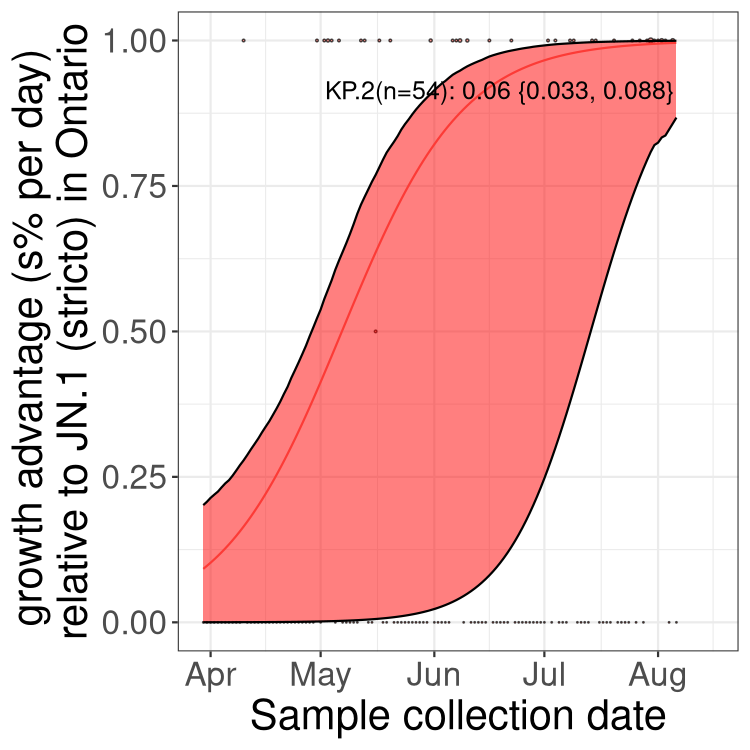 growth advantage (s% per day)
relative to JN.1 (stricto) in Ontario
1.00
0.75
0.50
0.25
0.00
KP.2(n=54): 0.06 {0.033, 0.088}
Apr May Jun Jul Aug
Sample collection date